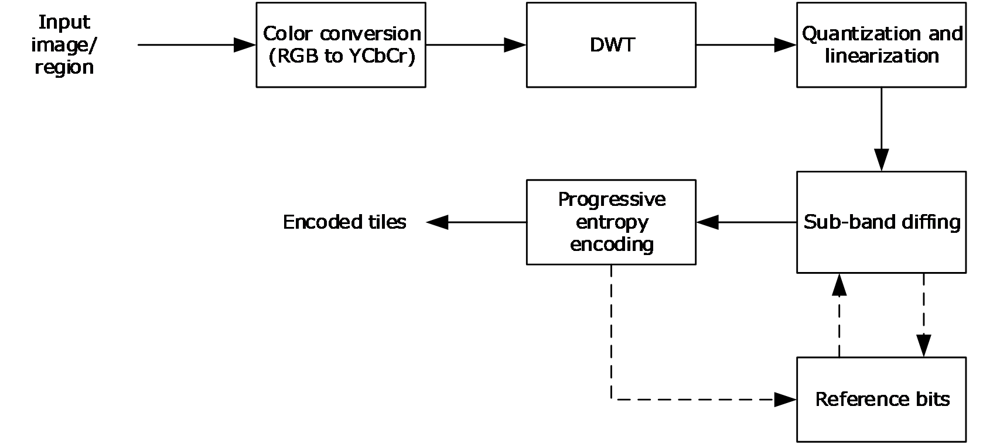 Input
image/
region
Color conversion
(RGB to YCbCr)
DWT
Quantization and
linearization
Encoded tiles
Progressive
entropy
encoding
Sub-band diffing
Reference bits